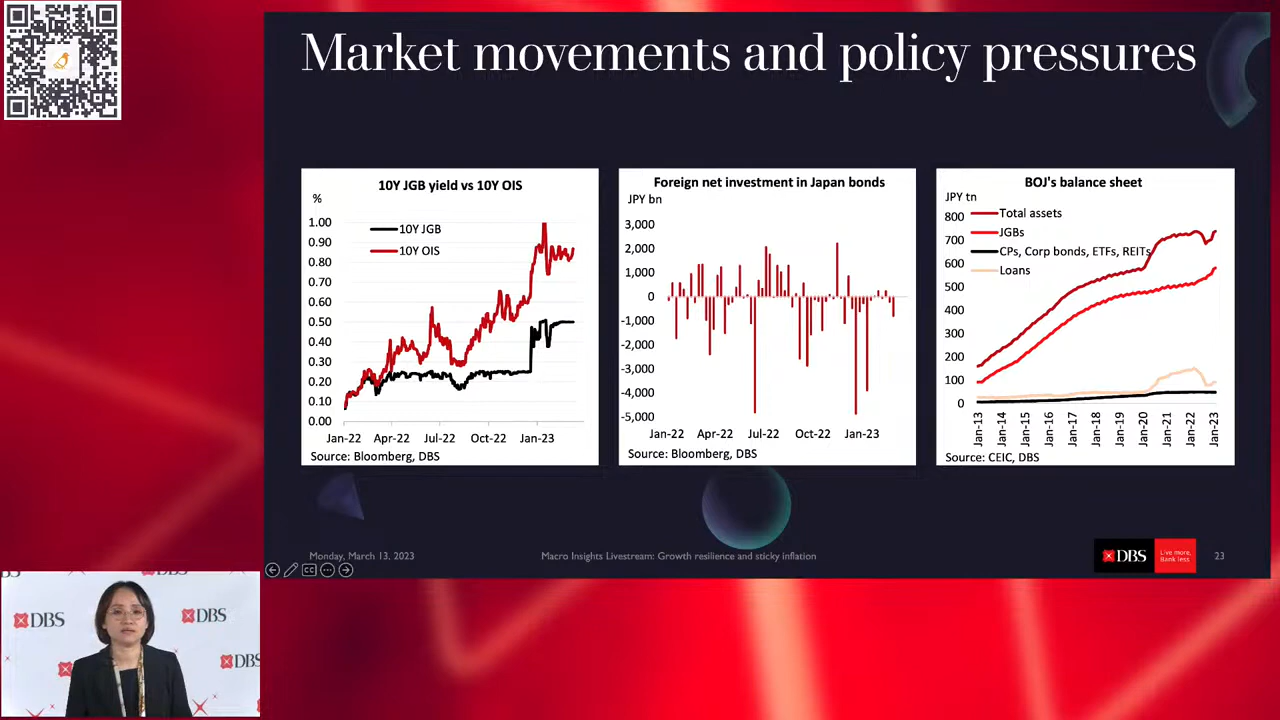 Market movements and policy pressures
10Y JGB yield vs 10Y OIS
%
1.00
0.90
0.80
0.70
0.60
0.50
0.40
0.30
0.20
0.10
0.00
10Y JGB
10Y OIS
Jan-22 Apr-22 Jul-22 Oct-22 Jan-23
Source: Bloomberg, DBS
Foreign net investment in Japan bonds
JPY bn
3,000
2,000
1,000
0
-1,000
-2,000
-3,000
-4,000
-5,000
Jan-22 Apr-22 Jul-22 Oct-22 Jan-23
Source: Bloomberg, DBS
BOJ's balance sheet
JPY tn
800
700
600
500
400
300
200
100
0
Total assets
JGBs
CPs, Corp bonds, ETFs, REITs
Loans
Jan-13 Jan-14 Jan-15 Jan-16 Jan-17 Jan-18 Jan-19 Jan-20 Jan-21 Jan-22 Jan-23
Source: CEIC, DBS
Monday, March 13, 2023
Macro Insights Livestream: Growth resilience and sticky inflation
DBS
Live more,
Bank less
23
CC
DBS
DBS
DBS